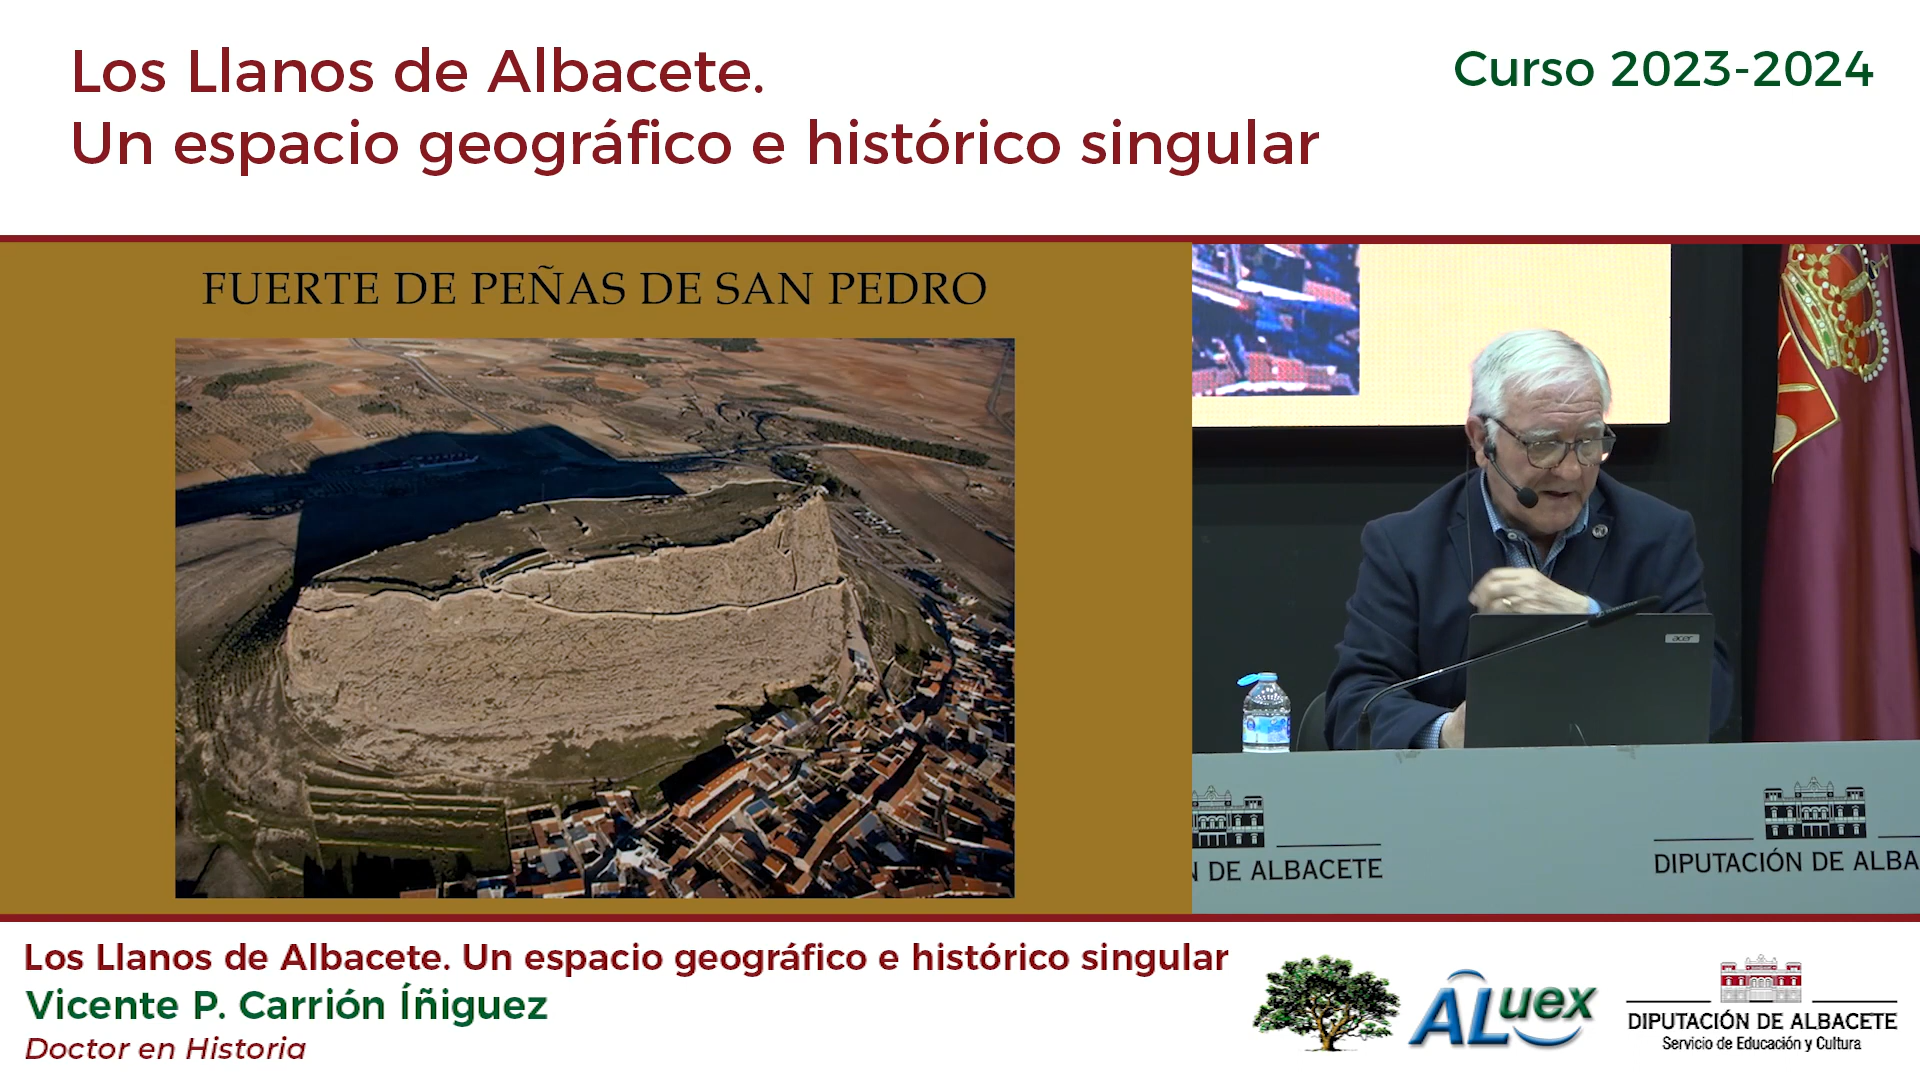 Los Llanos de Albacete.
Un espacio geográfico e histórico singular
Curso 2023-2024
FUERTE DE PEÑAS DE SAN PEDRO
acer
N DE ALBACETE
DIPUTACIÓN DE ALBA
Los Llanos de Albacete. Un espacio geográfico e histórico singular
Vicente P. Carrión Íñiguez
Doctor en Historia
ALuex
DIPUTACIÓN DE ALBACETE
Servicio de Educación y Cultura